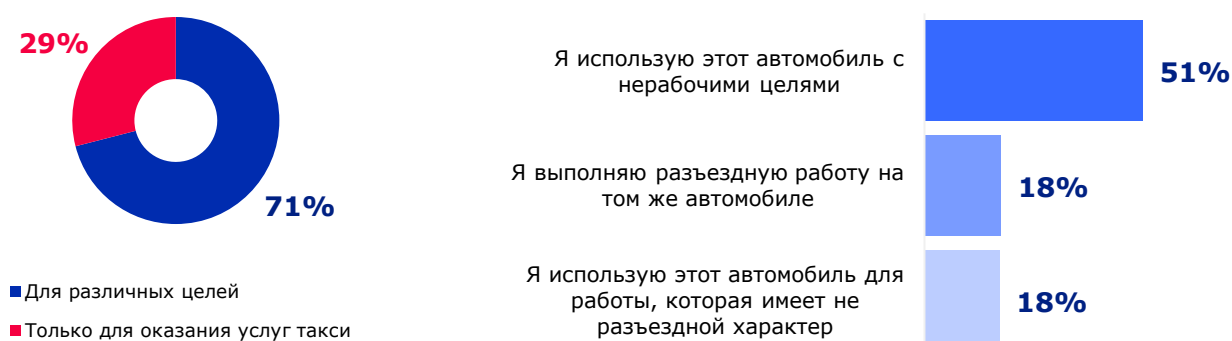 29%
71%
Для различных целей
Только для оказания услуг такси
Я использую этот автомобиль с
нерабочими целями
51%
Я выполняю разъездную работу на
том же автомобиле
18%
Я использую этот автомобиль для
работы, которая имеет не
разъездной характер
18%